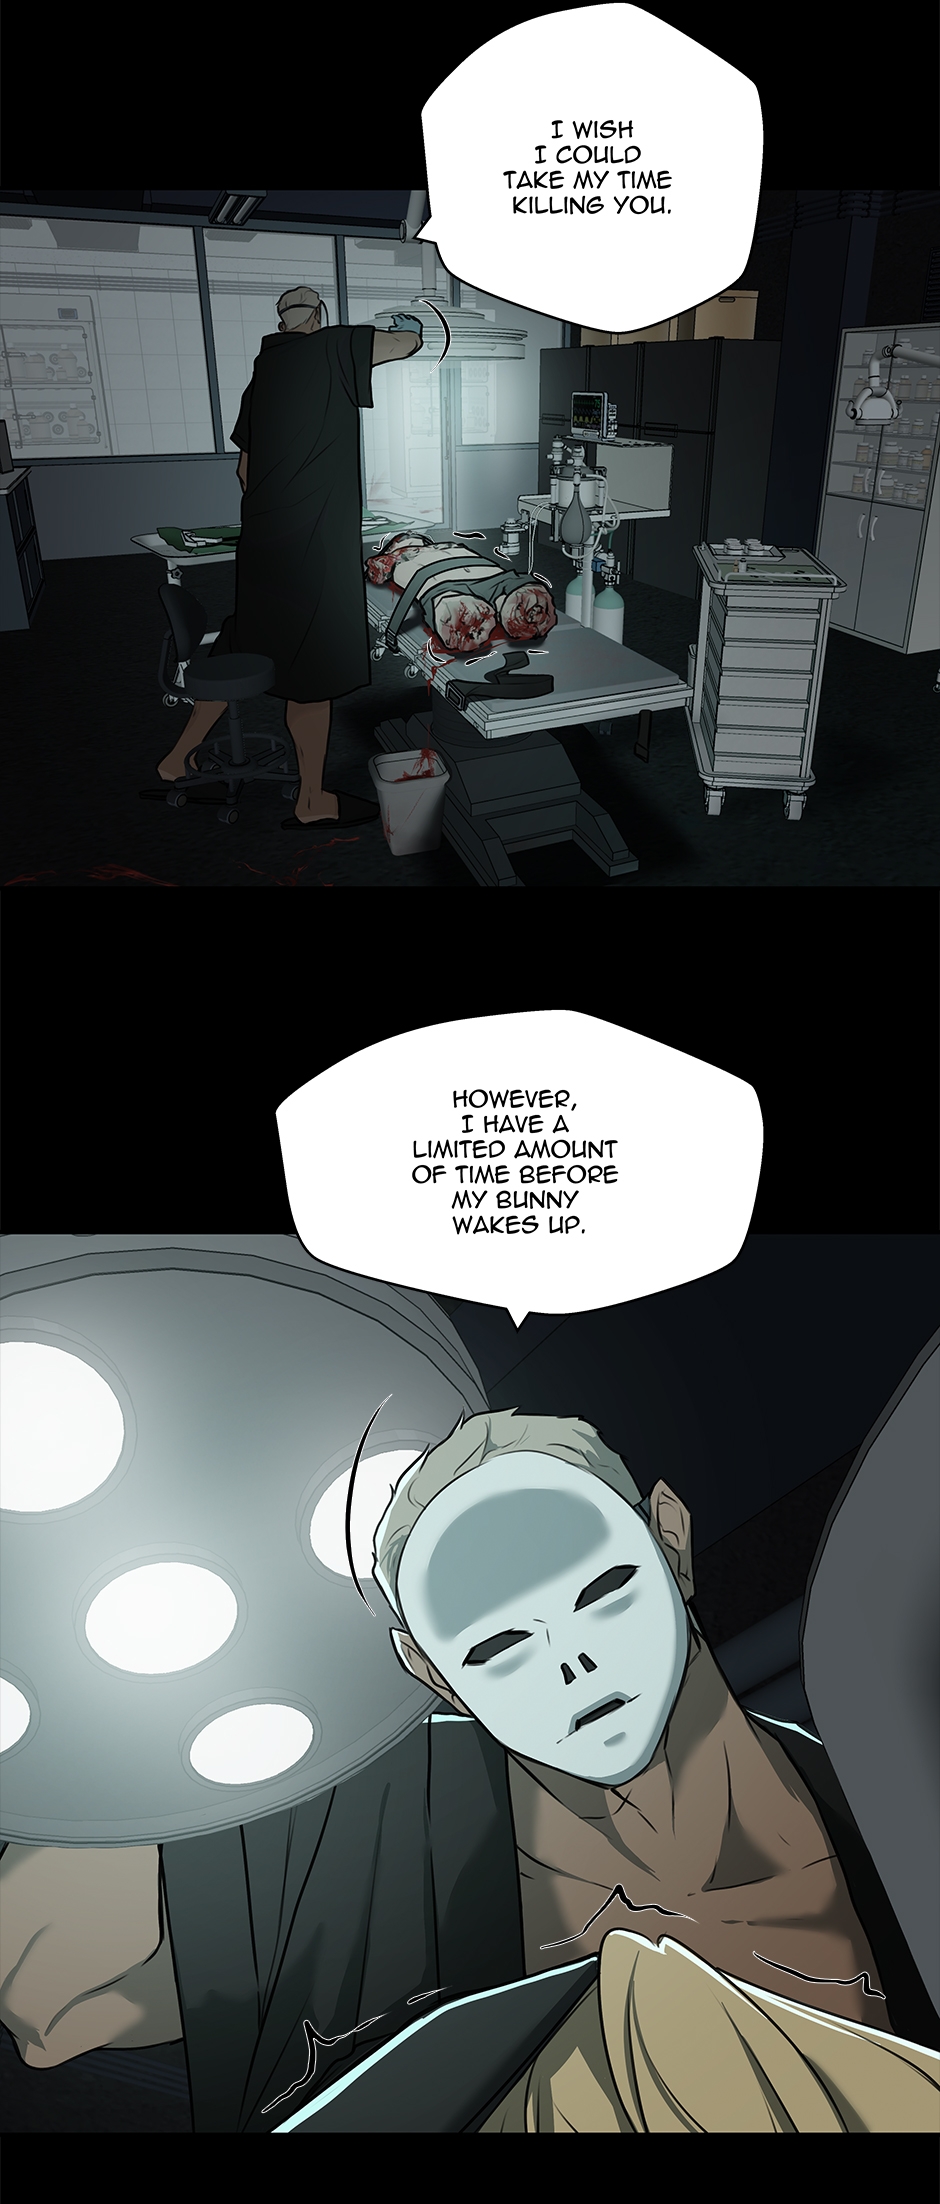 I WISH
I COULD
TAKE MY TIME
KILLING YOU.
HOWEVER,
I HAVE A
LIMITED AMOUNT
OF TIME BEFORE
MY BUNNY
WAKES UP.